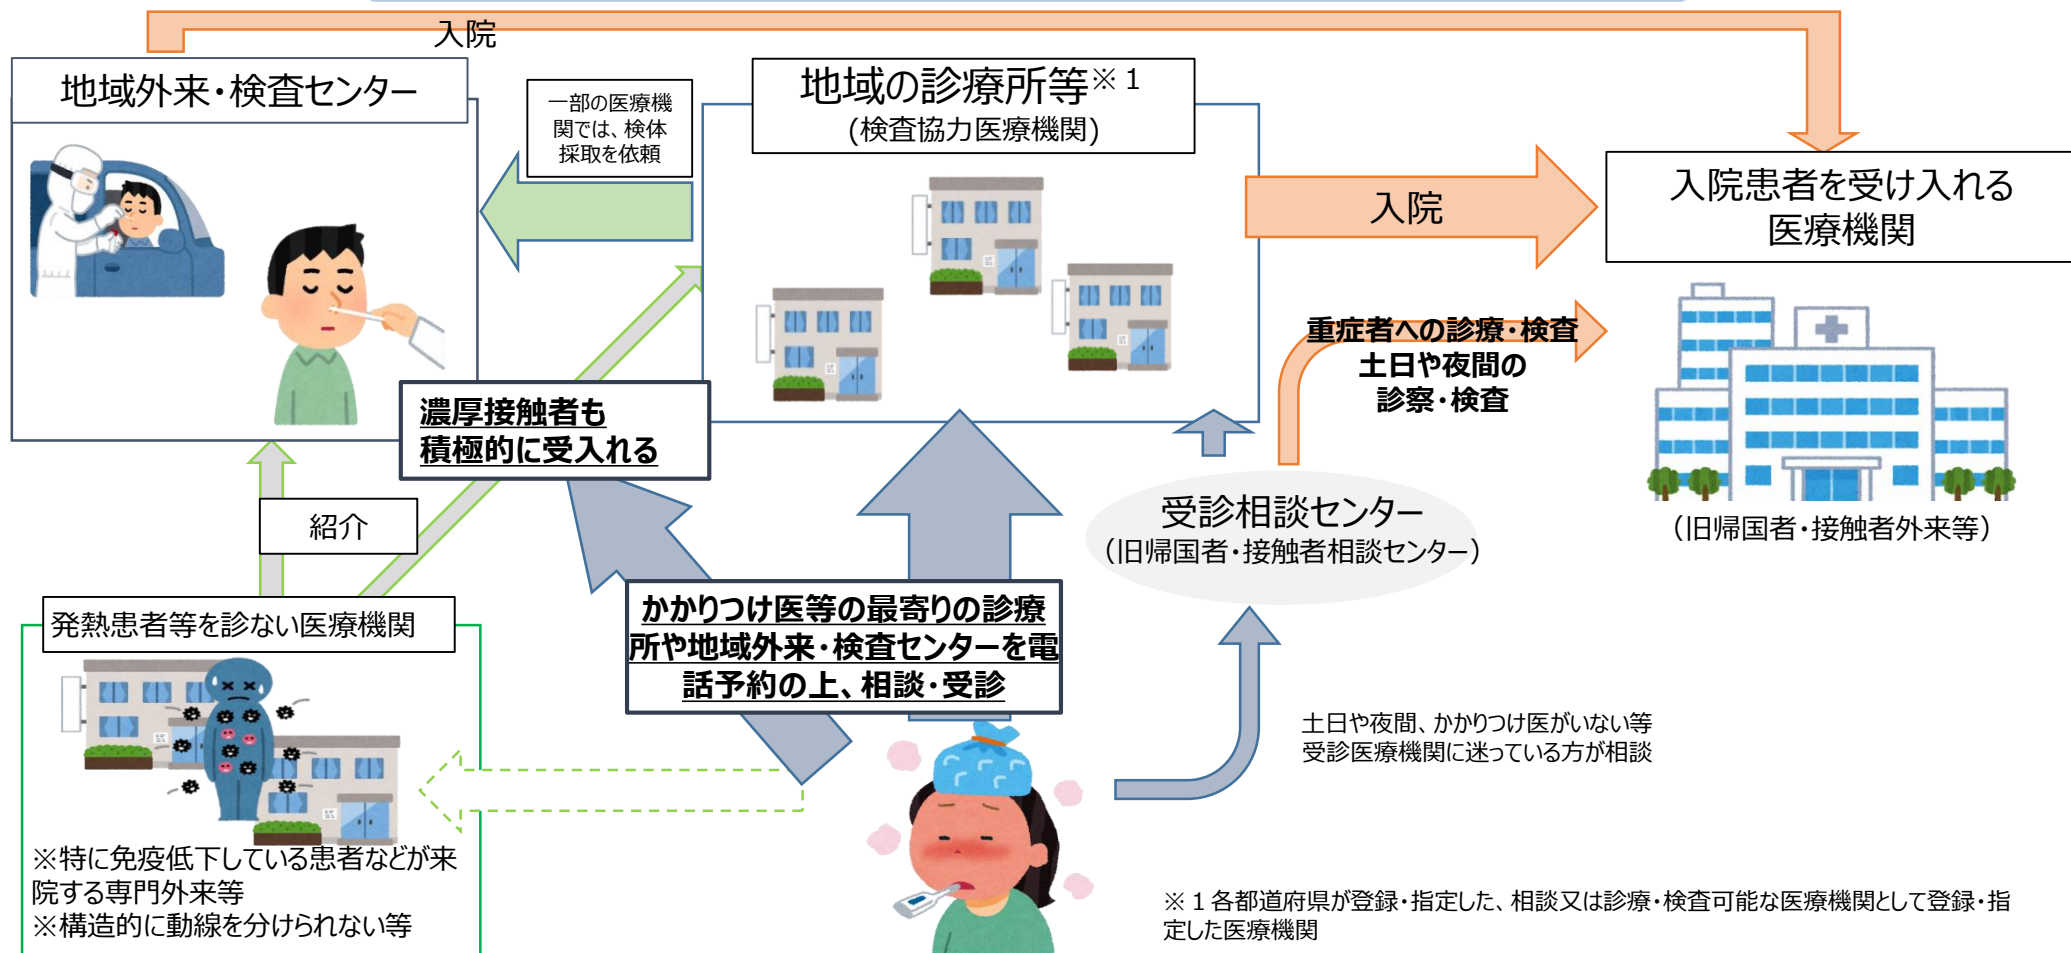 入院
地域外来・検査センター
一部の医療機
関では、検体
採取を依頼
地域の診療所等※１
(検査協力医療機関)
入院
入院患者を受け入れる
医療機関
重症者への診療・検査
土日や夜間の
診察・検査
濃厚接触者も
積極的に受入れる
紹介
受診相談センター
（旧帰国者・接触者相談センター）
（旧帰国者・接触者外来等）
発熱患者等を診ない医療機関
かかりつけ医等の最寄りの診療
所や地域外来・検査センターを電
話予約の上、相談・受診
土日や夜間、かかりつけ医がいない等
受診医療機関に迷っている方が相談
※特に免疫低下している患者などが来
院する専門外来等
※構造的に動線を分けられない等
※１各都道府県が登録・指定した、相談又は診療・検査可能な医療機関として登録・指
定した医療機関